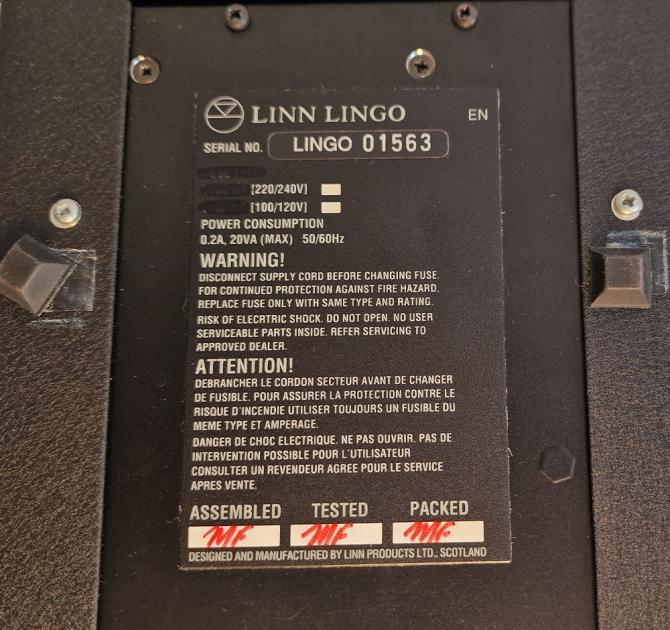 LINN LINGO
EN
SERIAL NO. LINGO 01563
[220/240V]
[100/120V]
POWER CONSUMPTION
0.2A, 20VA (MAX) 50/60Hz
WARNING!
DISCONNECT SUPPLY CORD BEFORE CHANGING FUSE.
FOR CONTINUED PROTECTION AGAINST FIRE HAZARD,
REPLACE FUSE ONLY WITH SAME TYPE AND RATING.
RISK OF ELECRTRIC SHOCK. DO NOT OPEN. NO USER
SERVICEABLE PARTS INSIDE. REFER SERVICING TO
APPROVED DEALER.
ATTENTION!
DEBRANCHER LE CORDON SECTEUR AVANT DE CHANGER
DE FUSIBLE. POUR ASSURER LA PROTECTION CONTRE LE
RISQUE D'INCENDIE UTILISER TOUJOURS UN FUSIBLE DU
MEME TYPE ET AMPERAGE.
DANGER DE CHOC ELECTRIQUE. NE PAS OUVRIR. PAS DE
INTERVENTION POSSIBLE POUR L'UTILISATEUR
CONSULTER UN REVENDEUR AGREE POUR LE SERVICE
APRES VENTE.
ASSEMBLED TESTED PACKED
MF MF MF
DESIGNED AND MANUFACTURED BY LINN PRODUCTS LTD., SCOTLAND